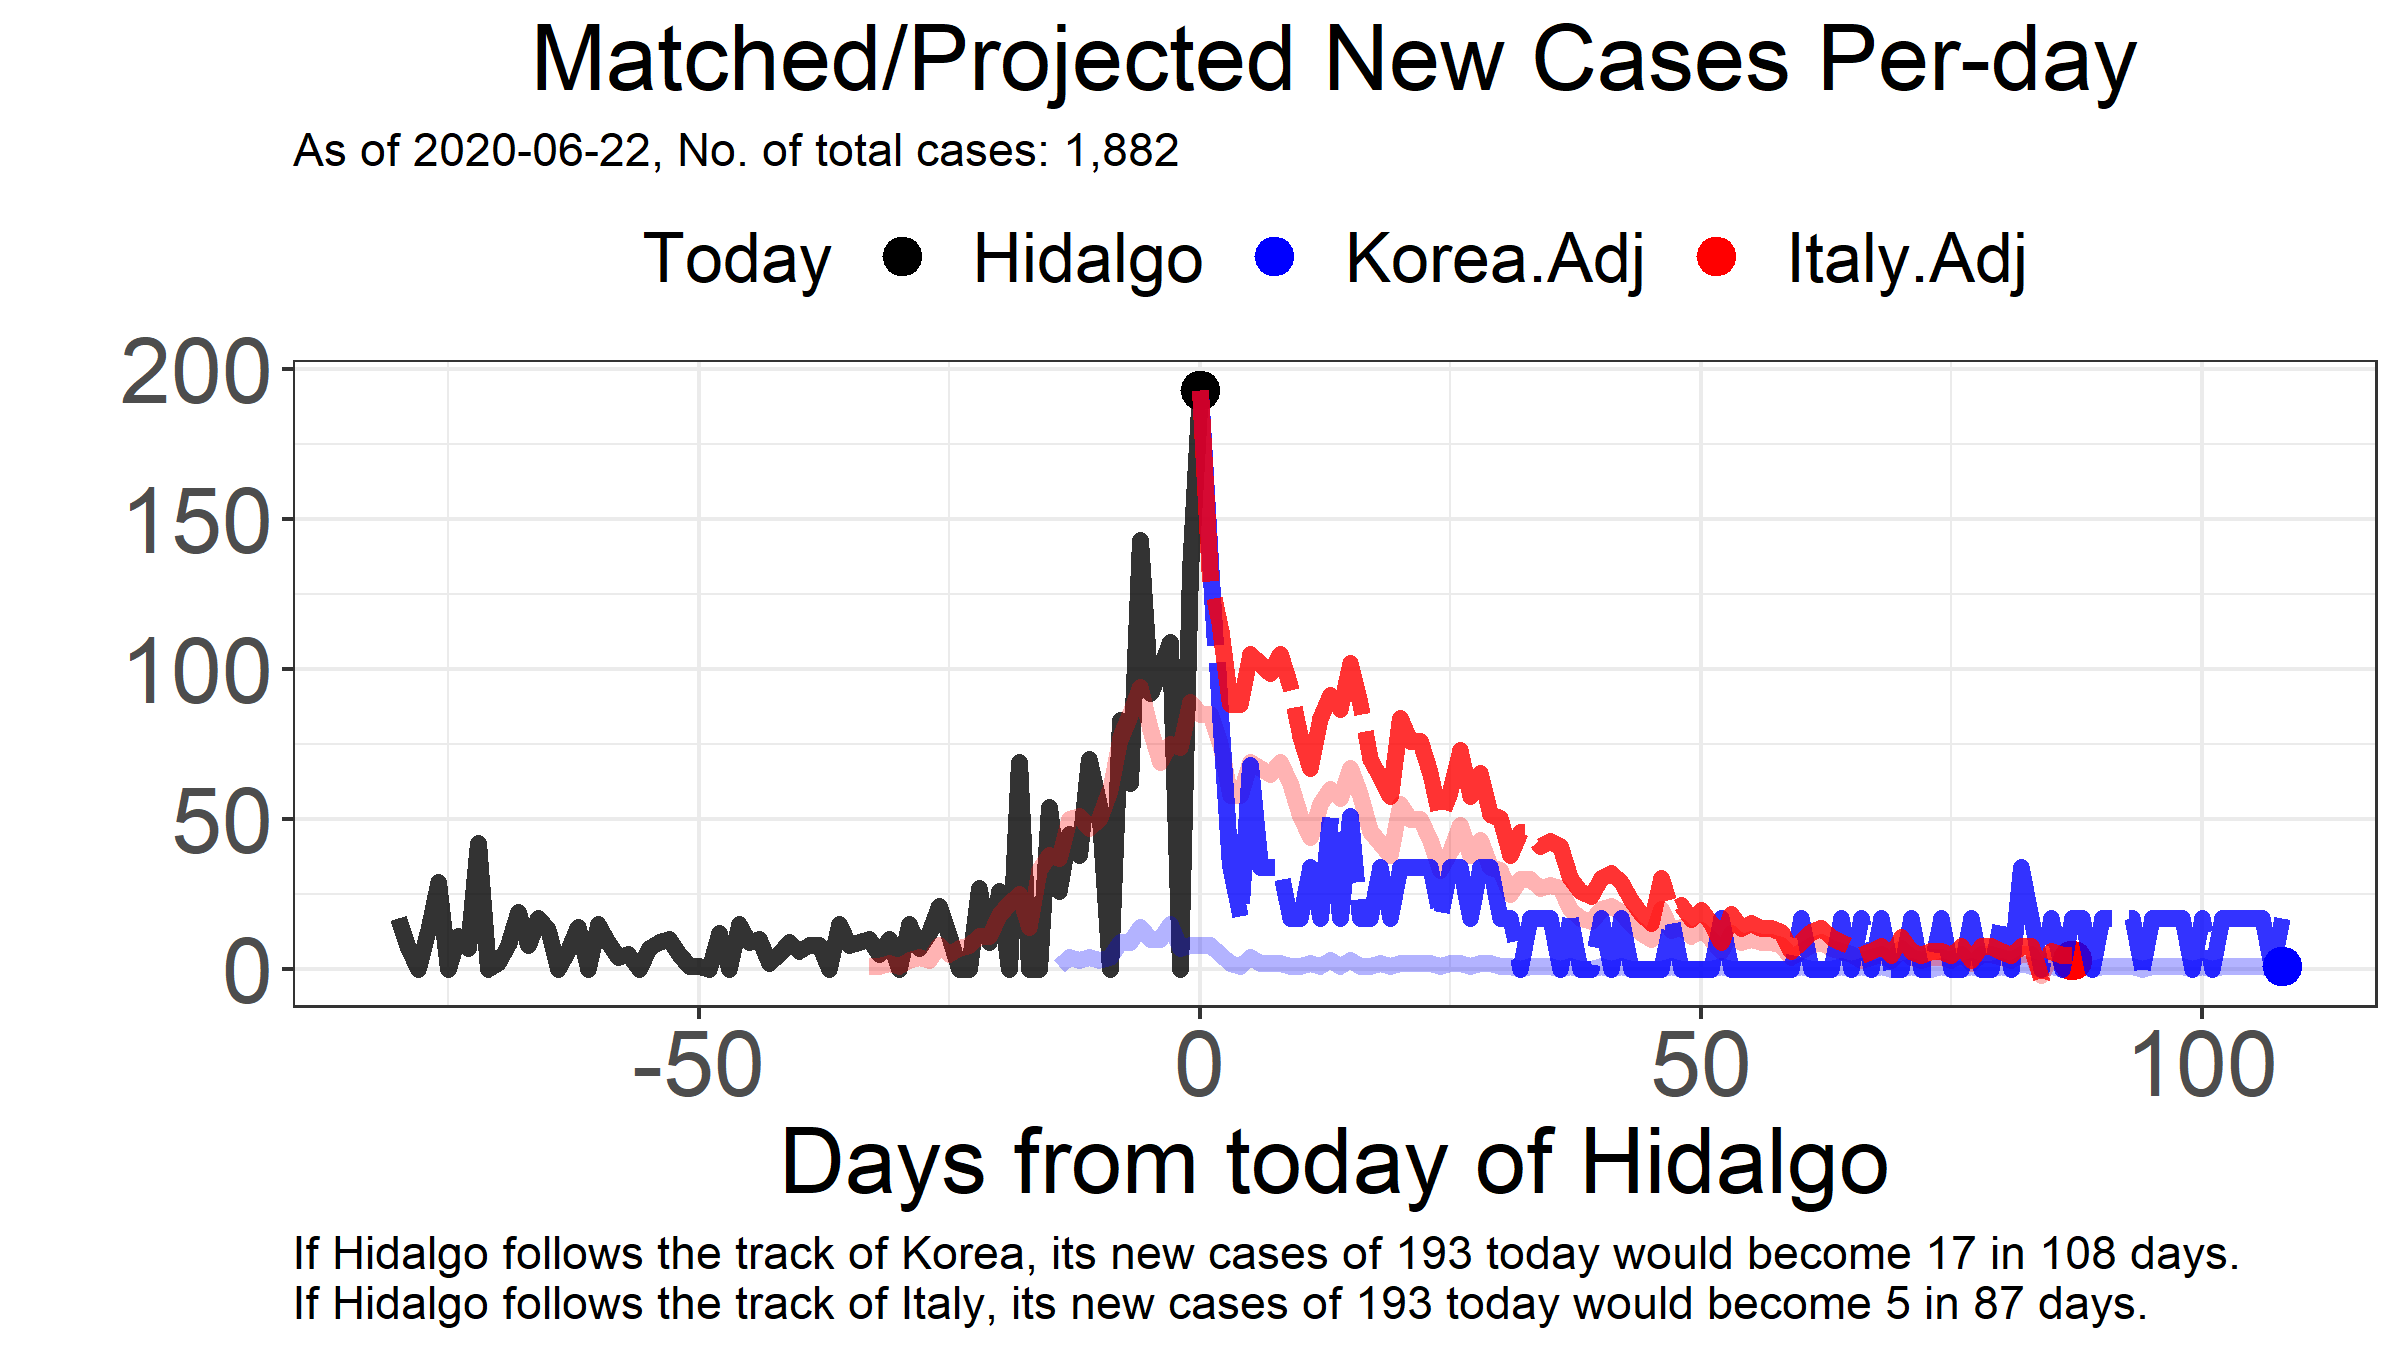 Matched/Projected New Cases Per-day
As of 2020-06-22, No. of total cases: 1,882
Today Hidalgo Korea.Adj Italy.Adj
200
150
100
50
0
-50 0 50 100
Days from today of Hidalgo
If Hidalgo follows the track of Korea, its new cases of 193 today would become 17 in 108 days.
If Hidalgo follows the track of Italy, its new cases of 193 today would become 5 in 87 days.